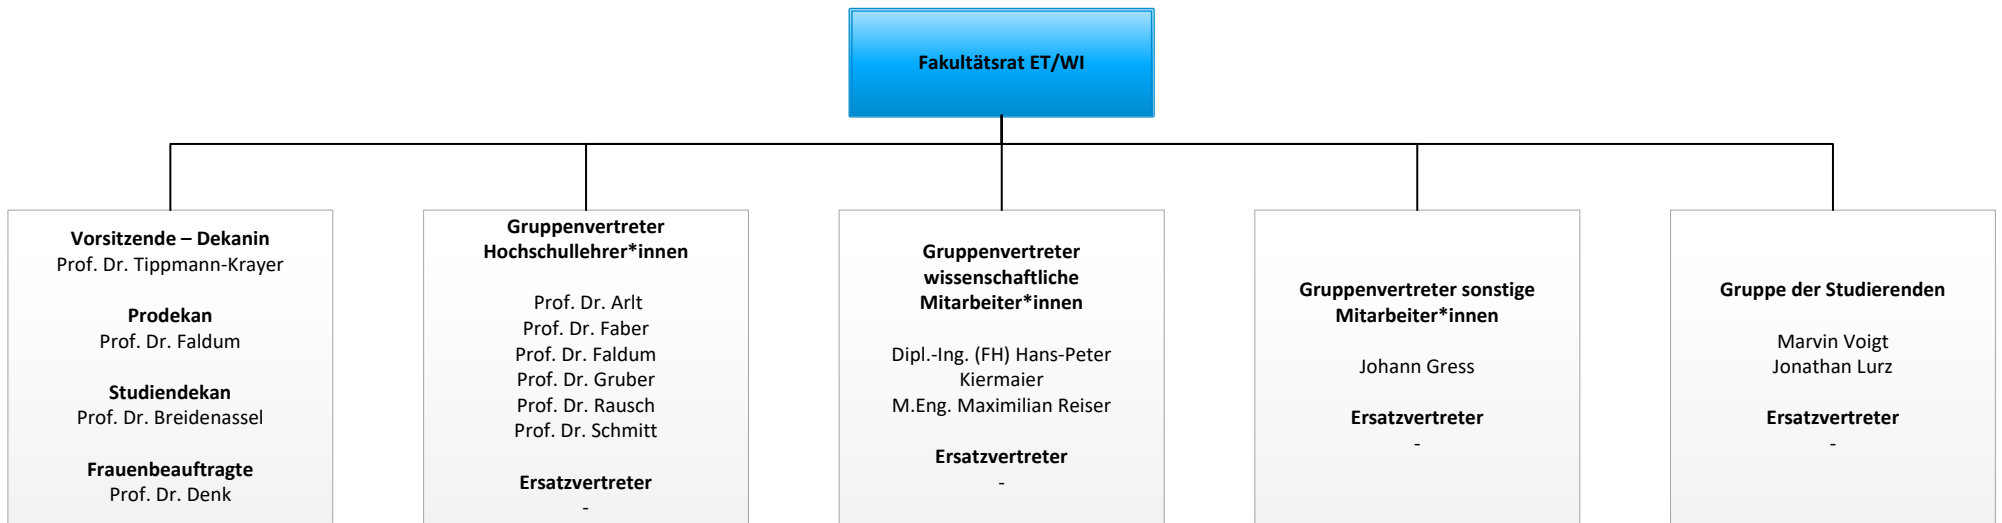 Fakultätsrat ET/WI
Vorsitzende – Dekanin
Prof. Dr. Tippmann-Krayer
Prodekan
Prof. Dr. Faldum
Studiendekan
Prof. Dr. Breidenassel
Frauenbeauftragte
Prof. Dr. Denk
Gruppenvertreter
Hochschullehrer*innen
Prof. Dr. Arlt
Prof. Dr. Faber
Prof. Dr. Faldum
Prof. Dr. Gruber
Prof. Dr. Rausch
Prof. Dr. Schmitt
Ersatzvertreter
-
Gruppenvertreter
wissenschaftliche
Mitarbeiter*innen
Dipl.-Ing. (FH) Hans-Peter
Kiermaier
M.Eng. Maximilian Reiser
Ersatzvertreter
-
Gruppenvertreter sonstige
Mitarbeiter*innen
Johann Gress
Ersatzvertreter
-
Gruppe der Studierenden
Marvin Voigt
Jonathan Lurz
Ersatzvertreter
-